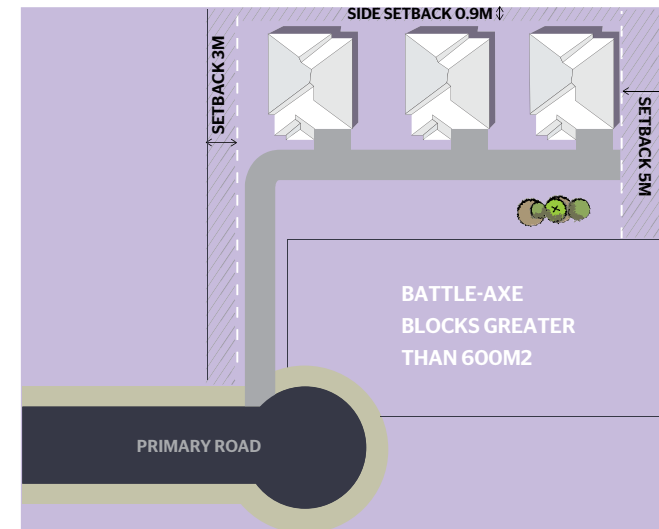 SIDE SETBACK 0.9M
SETBACK 3M
SETBACK 5M
BATTLE-AXE
BLOCKS GREATER
THAN 600M2
PRIMARY ROAD